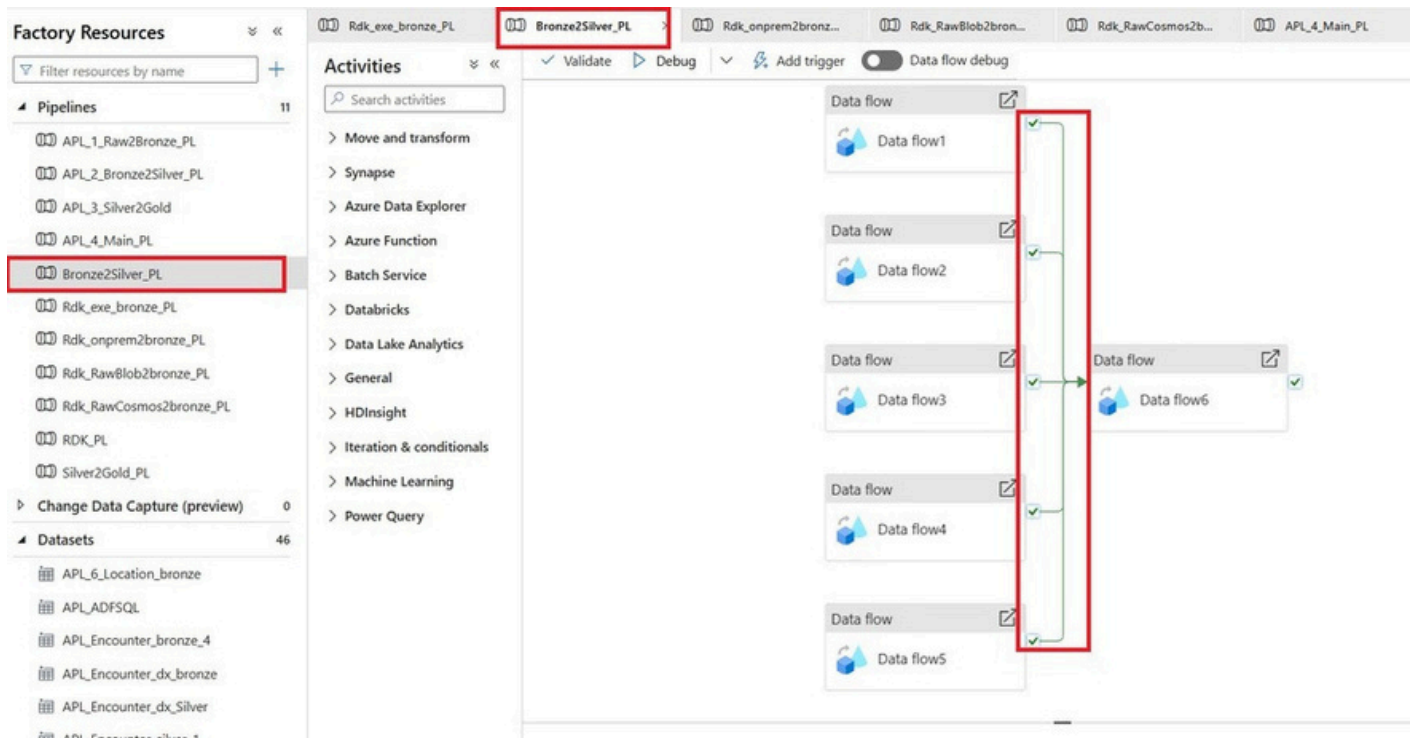 Factory Resources
Filter resources by name
Pipelines 11
APL_1_Raw2Bronze_PL
APL_2_Bronze2Silver_PL
APL_3_Silver2Gold
APL_4_Main_PL
Bronze2Silver_PL
Rdk_exe_bronze_PL
Rdk_onprem2bronze_PL
Rdk_RawBlob2bronze_PL
Rdk_RawCosmos2bronze_PL
RDK_PL
Silver2Gold_PL
Change Data Capture (preview) 0
Datasets 46
APL_6_Location_bronze
APL_ADFSQL
APL_Encounter_bronze_4
APL_Encounter_dx_bronze
APL_Encounter_dx_Silver
Rdk_exe_bronze_PL
Bronze2Silver_PL
Rdk_onprem2bronz...
Rdk_RawBlob2bron...
Rdk_RawCosmos2b...
APL_4_Main_PL
Activities
Search activities
Move and transform
Synapse
Azure Data Explorer
Azure Function
Batch Service
Databricks
Data Lake Analytics
General
HDInsight
Iteration & conditionals
Machine Learning
Power Query
Validate Debug Add trigger Data flow debug
Data flow
Data flow1
Data flow
Data flow2
Data flow
Data flow3
Data flow
Data flow4
Data flow
Data flow5
Data flow
Data flow6